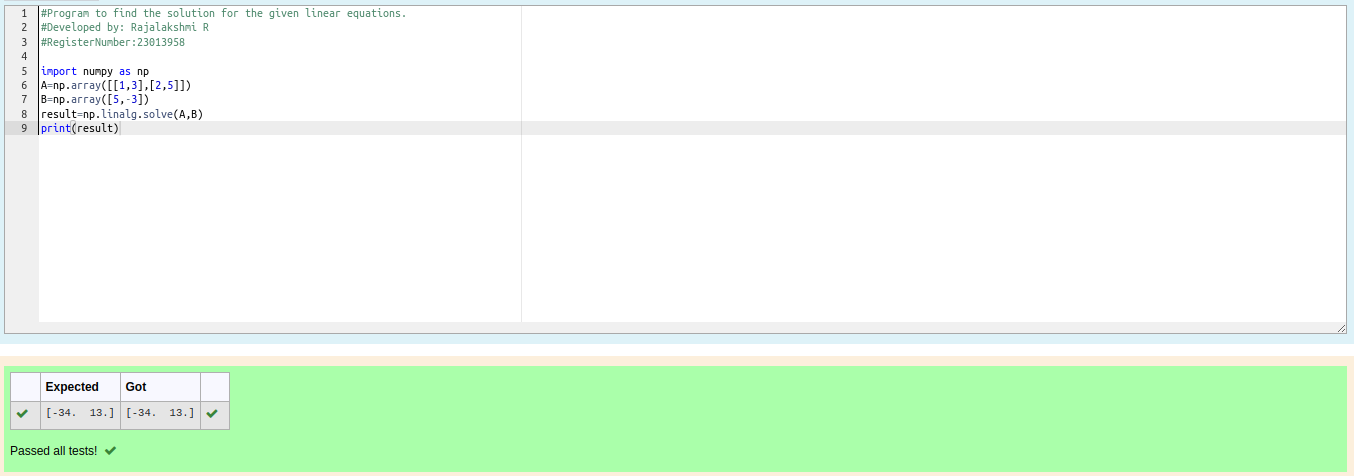 1 #Program to find the solution for the given linear equations.
2 #Developed by: Rajalakshmi R
3 #RegisterNumber:23013958
4
5 import numpy as np
6 A=np.array([[1,3],[2,5]])
7 B=np.array([5,-3])
8 result=np.linalg.solve(A,B)
9 print(result)
Expected Got
[-34.  13.] [-34.  13.]
Passed all tests!